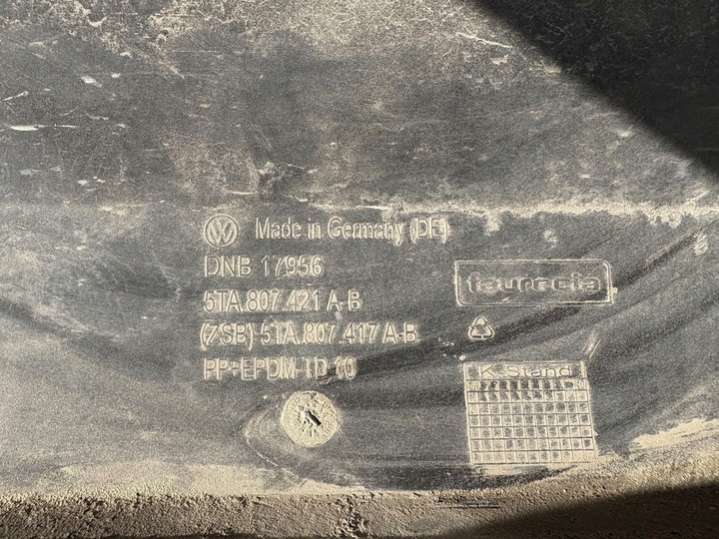 VW Made in Germany (DE)
DNB 17956
faurecia
5TA.807.421 A-B
(ZSB) 5TA.807.417 A-B
PP+EPDM-TD 10
K-Stand